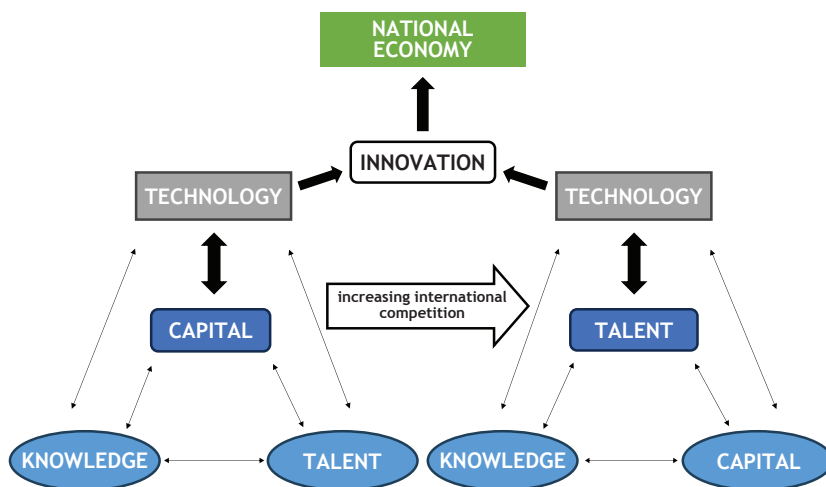 NATIONAL
ECONOMY
INNOVATION
TECHNOLOGY
TECHNOLOGY
increasing international
competition
CAPITAL
TALENT
KNOWLEDGE
TALENT
KNOWLEDGE
CAPITAL